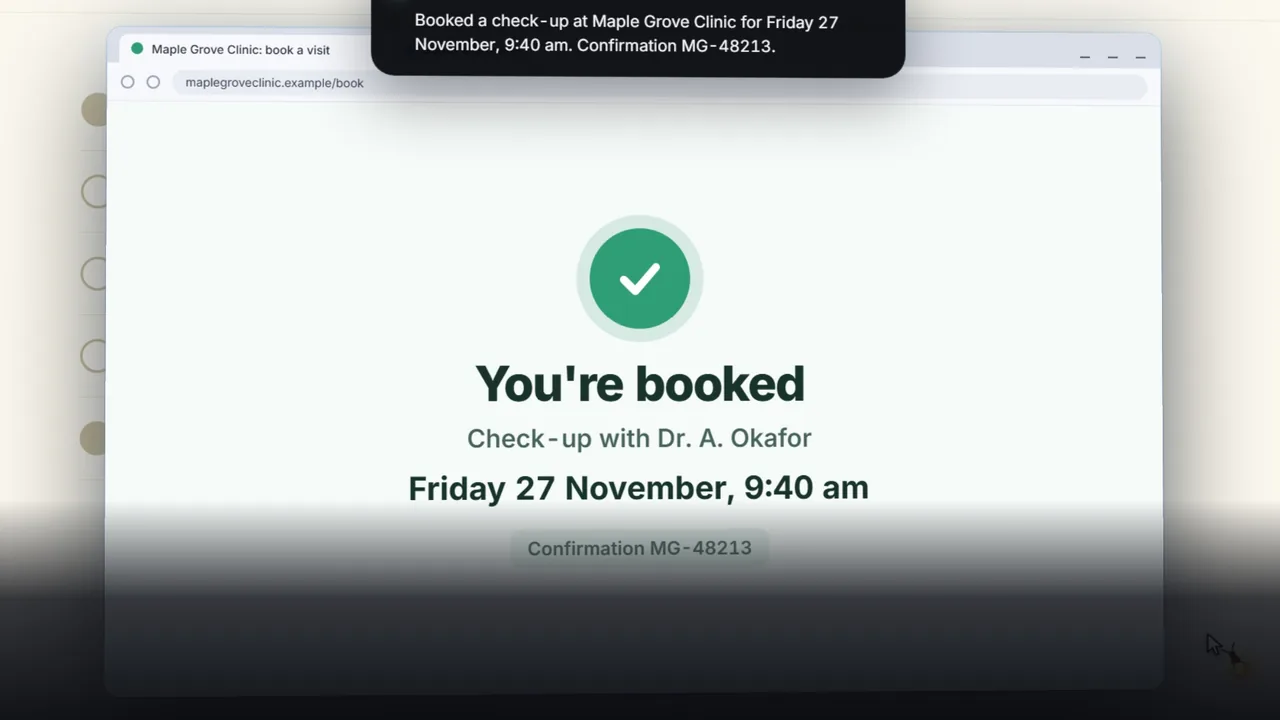 Booked a check-up at Maple Grove Clinic for Friday 27
November, 9:40 am. Confirmation MG-48213.
Maple Grove Clinic: book a visit
maplegroveclinic.example/book
You're booked
Check-up with Dr. A. Okafor
Friday 27 November, 9:40 am
Confirmation MG-48213